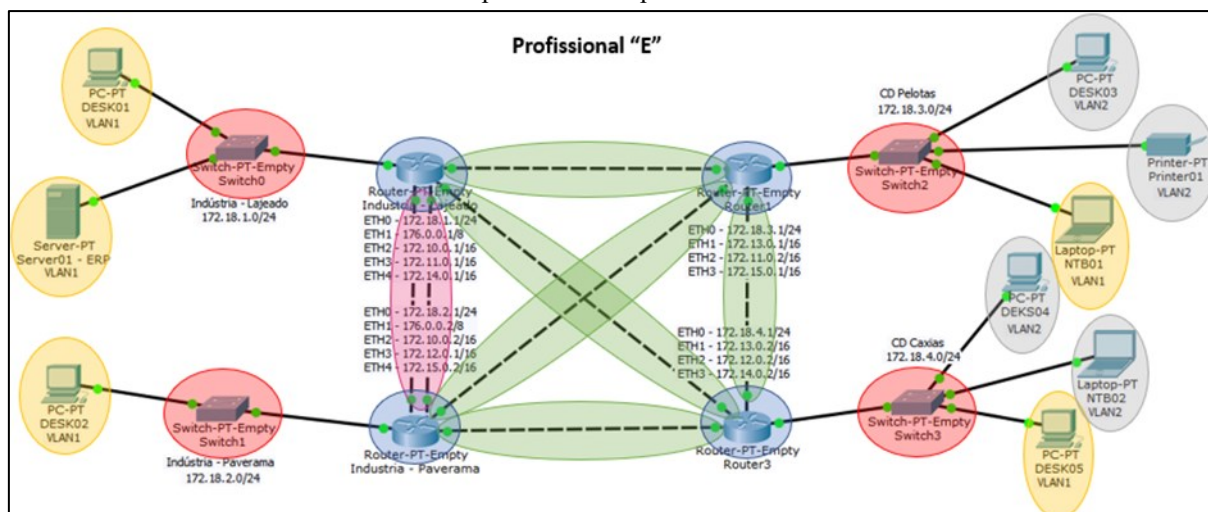 Profissional “E”
PC-PT
DESK01
VLAN1
Switch-PT-Empty
Switch0
Indústria - Lajeado
172.18.1.0/24
Server-PT
Server01 - ERP
VLAN1
Router-PT-Empty
Industria - Lajeado
ETH0 - 172.18.1.1/24
ETH1 - 176.0.0.1/8
ETH2 - 172.10.0.1/16
ETH3 - 172.11.0.1/16
ETH4 - 172.14.0.1/16
Router-PT-Empty
Router1
ETH0 - 172.18.3.1/24
ETH1 - 172.13.0.1/16
ETH2 - 172.11.0.2/16
ETH3 - 172.15.0.1/16
CD Pelotas
172.18.3.0/24
Switch-PT-Empty
Switch2
PC-PT
DESK03
VLAN2
Printer-PT
Printer01
VLAN2
Laptop-PT
NTB01
VLAN1
PC-PT
DESK02
VLAN1
Switch-PT-Empty
Switch1
Indústria - Paverama
172.18.2.0/24
ETH0 - 172.18.2.1/24
ETH1 - 176.0.0.2/8
ETH2 - 172.10.0.2/16
ETH3 - 172.12.0.1/16
ETH4 - 172.15.0.2/16
Router-PT-Empty
Industria - Paverama
ETH0 - 172.18.4.1/24
ETH1 - 172.13.0.2/16
ETH2 - 172.12.0.2/16
ETH3 - 172.14.0.2/16
Router-PT-Empty
Router3
CD Caxias
172.18.4.0/24
Switch-PT-Empty
Switch3
PC-PT
DEKS04
VLAN2
Laptop-PT
NTB02
VLAN2
PC-PT
DESK05
VLAN1